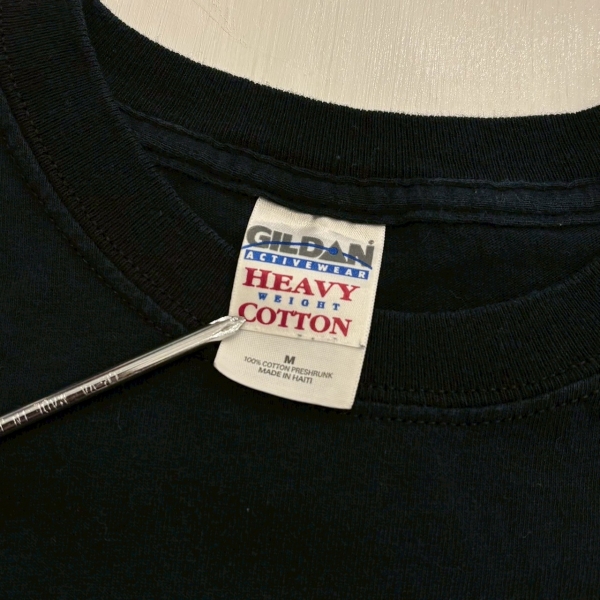 GILDAN
ACTIVEWEAR
HEAVY
WEIGHT
COTTON
M
100% COTTON PRESHRUNK
MADE IN HAITI